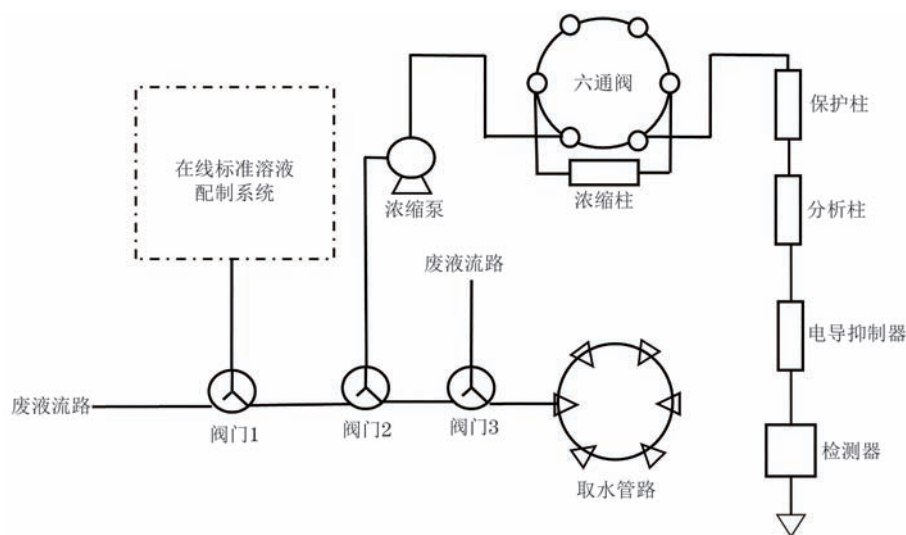 六通阀
保护柱
在线标准溶液
配制系统
浓缩泵
浓缩柱
分析柱
废液流路
电导抑制器
废液流路
阀门1
阀门2
阀门3
检测器
取水管路